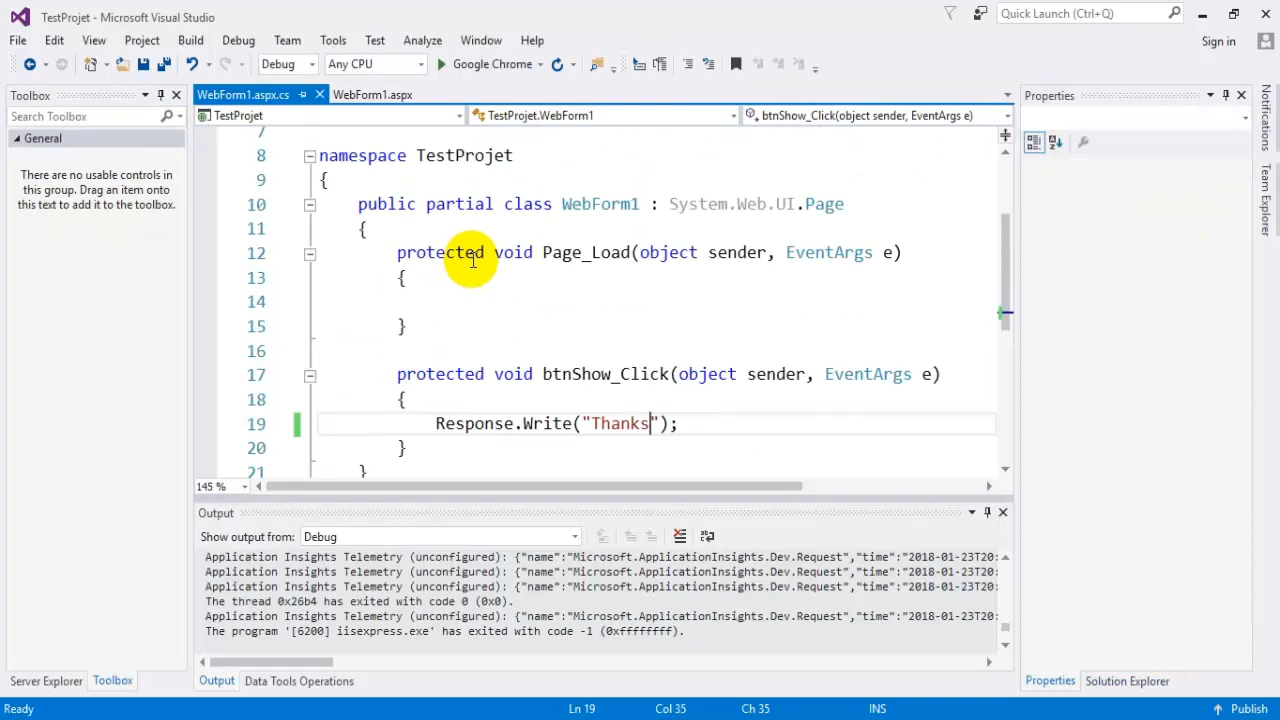 TestProjet - Microsoft Visual Studio
Quick Launch (Ctrl+Q)
File Edit View Project Build Debug Team Tools Test Analyze Window Help
Sign in
Debug Any CPU Google Chrome
Toolbox
WebForm1.aspx.cs WebForm1.aspx
Properties
Search Toolbox
TestProjet TestProjet.WebForm1 btnShow_Click(object sender, EventArgs e)
General
There are no usable controls in
this group. Drag an item onto
this text to add it to the toolbox.
7
8 namespace TestProjet
9 {
10 public partial class WebForm1 : System.Web.UI.Page
11 {
12 protected void Page_Load(object sender, EventArgs e)
13 {
14
15 }
16
17 protected void btnShow_Click(object sender, EventArgs e)
18 {
19 Response.Write("Thanks");
20 }
21 }
145 %
Output
Show output from: Debug
Application Insights Telemetry (unconfigured): {"name":"Microsoft.ApplicationInsights.Dev.Request","time":"2018-01-23T20:
Application Insights Telemetry (unconfigured): {"name":"Microsoft.ApplicationInsights.Dev.Request","time":"2018-01-23T20:
Application Insights Telemetry (unconfigured): {"name":"Microsoft.ApplicationInsights.Dev.Request","time":"2018-01-23T20:
The thread 0x26b4 has exited with code 0 (0x0).
Application Insights Telemetry (unconfigured): {"name":"Microsoft.ApplicationInsights.Dev.Request","time":"2018-01-23T20:
The program '[6200] iisexpress.exe' has exited with code -1 (0xffffffff).
Server Explorer Toolbox
Output Data Tools Operations
Properties Solution Explorer
Notifications
Team Explorer
Ready Ln 19 Col 35 Ch 35 INS Publish